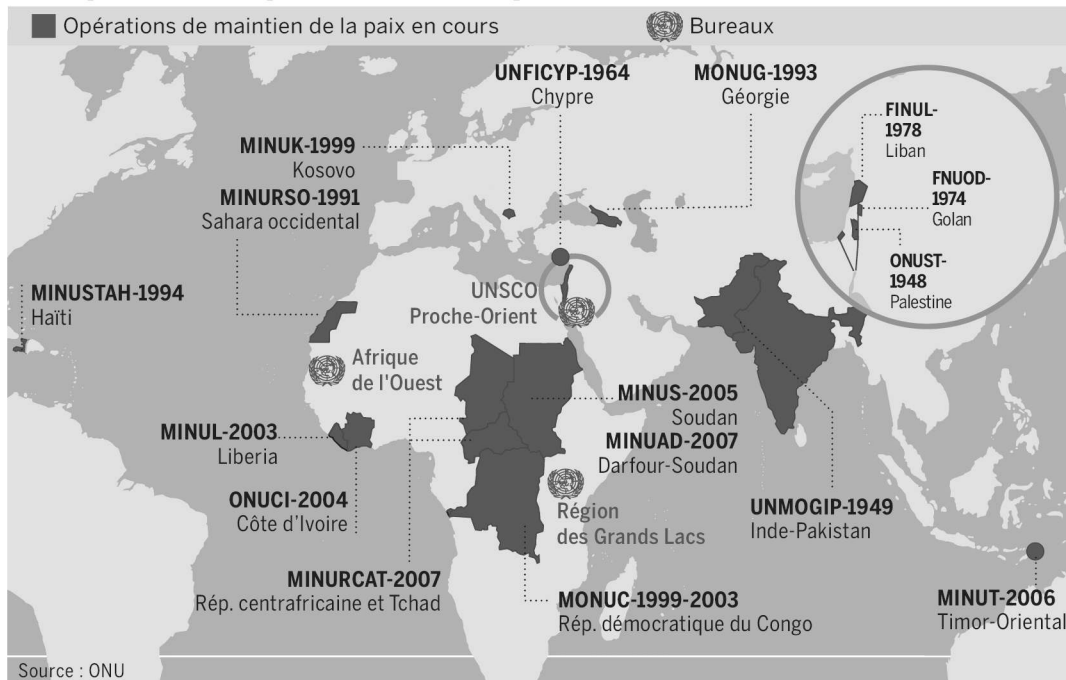 Opérations de maintien de la paix en cours
Bureaux
UNFICYP-1964
Chypre
MONUG-1993
Géorgie
FINUL-
1978
Liban
FNUOD-
1974
Golan
ONUST-
1948
Palestine
MINUK-1999
Kosovo
MINURSO-1991
Sahara occidental
MINUSTAH-1994
Haïti
UNSCO
Proche-Orient
Afrique
de l'Ouest
MINUS-2005
Soudan
MINUAD-2007
Darfour-Soudan
MINUL-2003
Liberia
ONUCI-2004
Côte d'Ivoire
Région
des Grands Lacs
UNMOGIP-1949
Inde-Pakistan
MINURCAT-2007
Rép. centrafricaine et Tchad
MONUC-1999-2003
Rép. démocratique du Congo
MINUT-2006
Timor-Oriental
Source : ONU